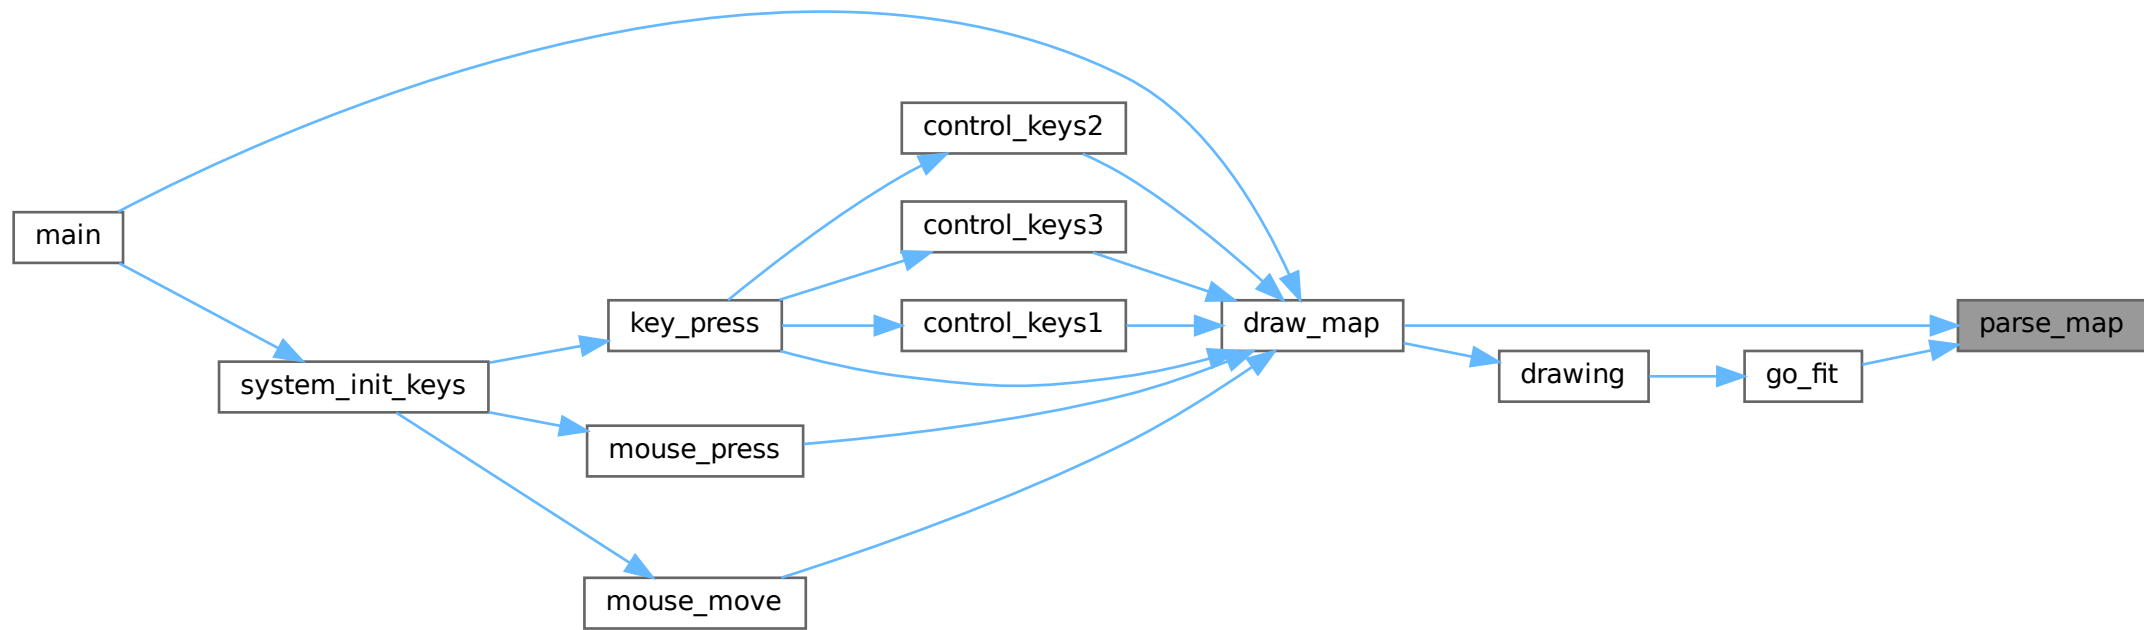 control_keys2
control_keys3
main
key_press
control_keys1
draw_map
parse_map
system_init_keys
drawing
go_fit
mouse_press
mouse_move